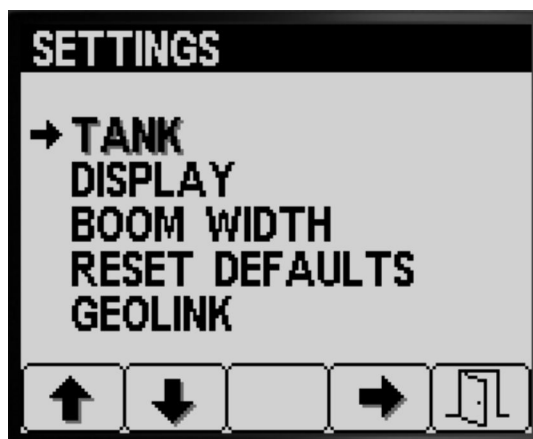 SETTINGS
TANK
DISPLAY
BOOM WIDTH
RESET DEFAULTS
GEOLINK